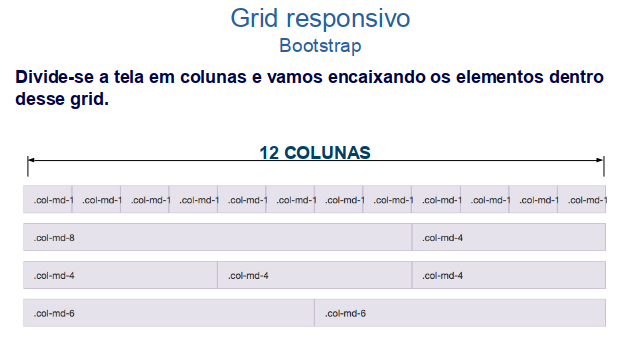 Grid responsivo
Bootstrap
Divide-se a tela em colunas e vamos encaixando os elementos dentro
desse grid.
12 COLUNAS
.col-md-1 .col-md-1 .col-md-1 .col-md-1 .col-md-1 .col-md-1 .col-md-1 .col-md-1 .col-md-1 .col-md-1 .col-md-1 .col-md-1
.col-md-8 .col-md-4
.col-md-4 .col-md-4 .col-md-4
.col-md-6 .col-md-6